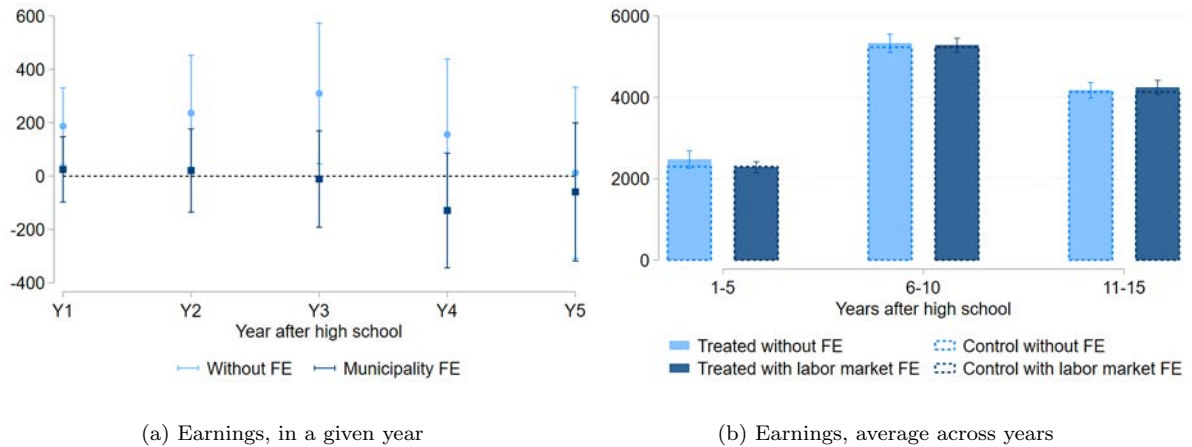 600
400
200
0
-200
-400
Y1 Y2 Y3 Y4 Y5
Year after high school
Without FE Municipality FE
(a) Earnings, in a given year
6000
4000
2000
0
1-5 6-10 11-15
Years after high school
Treated without FE Control without FE
Treated with labor market FE Control with labor market FE
(b) Earnings, average across years